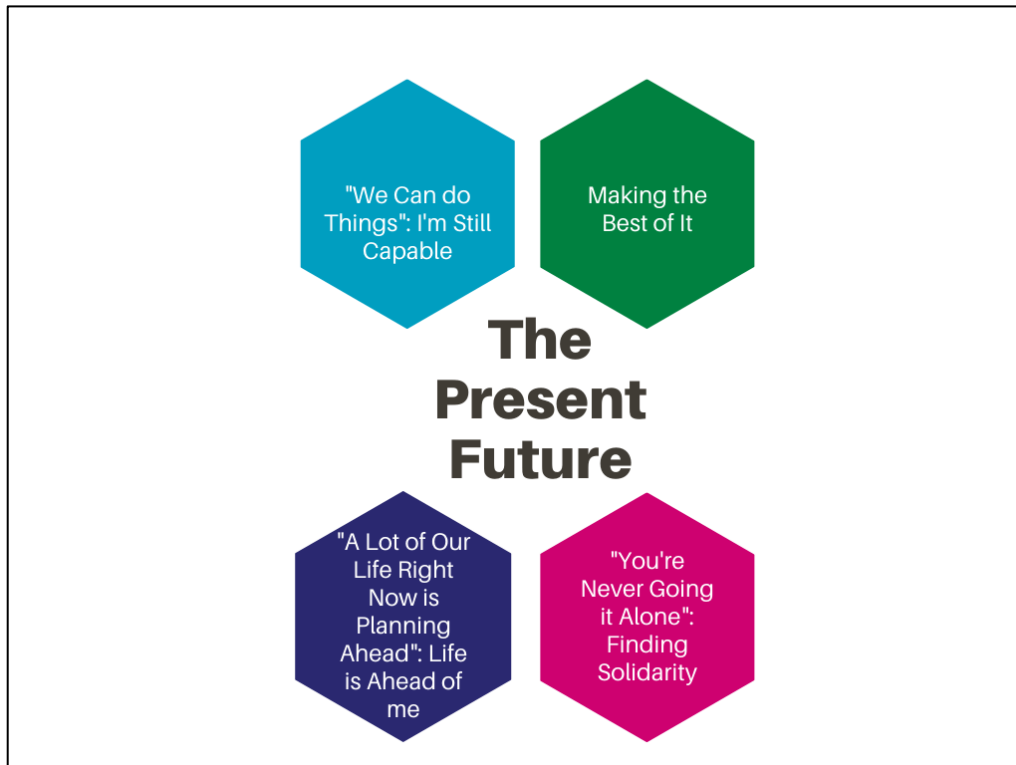 "We Can do
Things": I'm Still
Capable
Making the
Best of It
The
Present
Future
"A Lot of Our
Life Right
Now is
Planning
Ahead": Life
is Ahead of
me
"You're
Never Going
it Alone":
Finding
Solidarity